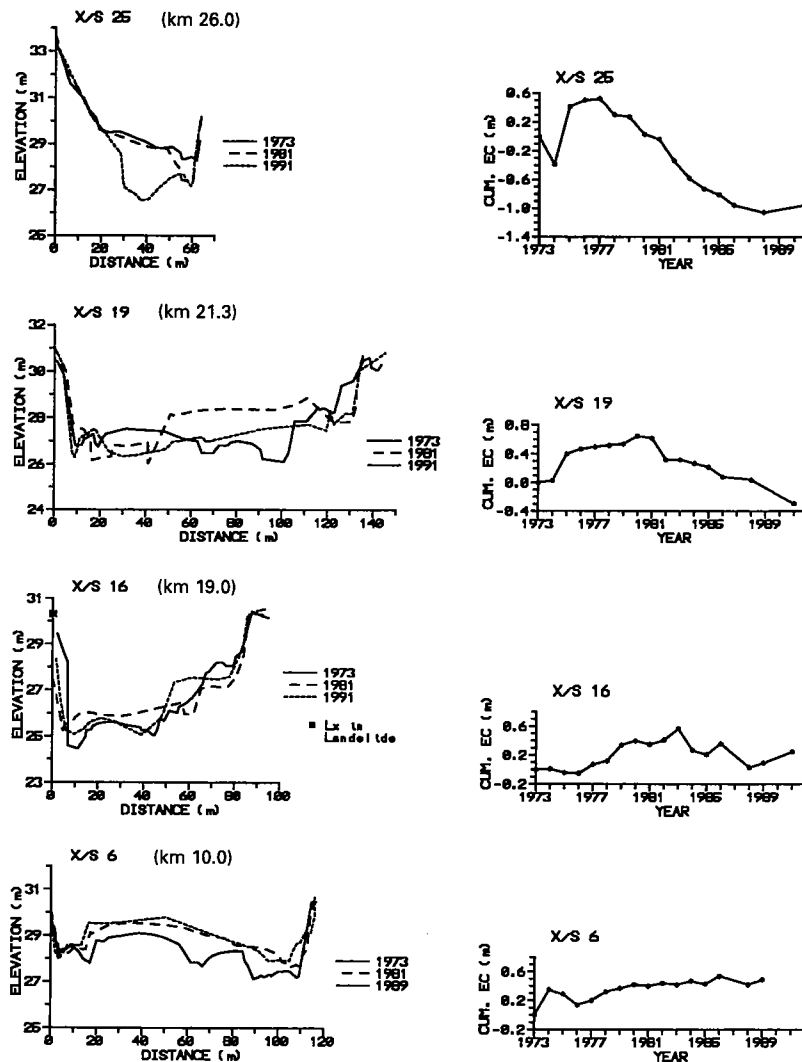 X/S 25 (km 26.0)
33
31
29
27
25
ELEVATION (m)
0 20 40 60
DISTANCE (m)
1973
1981
1991
X/S 25
0.6
0.2
-0.2
-0.6
-1.0
-1.4
CUM. EC (m)
1973 1977 1981 1985 1989
YEAR
X/S 19 (km 21.3)
32
30
28
26
24
ELEVATION (m)
0 20 40 60 80 100 120 140
DISTANCE (m)
1973
1981
1991
X/S 19
0.8
0.4
0.0
-0.4
CUM. EC (m)
1973 1977 1981 1985 1989
YEAR
X/S 16 (km 19.0)
31
29
27
25
23
ELEVATION (m)
0 20 40 60 80 100
DISTANCE (m)
1973
1981
1991
in
Landslide
X/S 16
0.6
0.2
-0.2
CUM. EC (m)
1973 1977 1981 1985 1989
YEAR
X/S 6 (km 10.0)
31
29
27
25
ELEVATION (m)
0 20 40 60 80 100 120
DISTANCE (m)
1973
1981
1989
X/S 6
0.6
0.2
-0.2
CUM. EC (m)
1973 1977 1981 1985 1989
YEAR